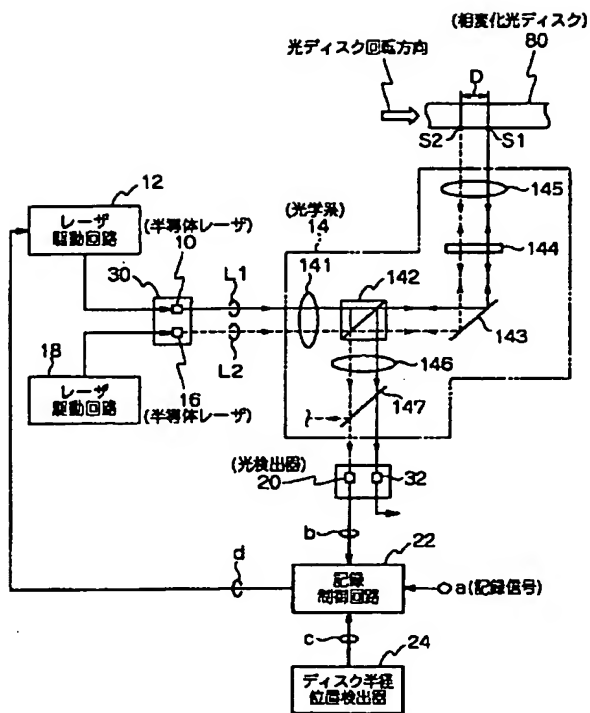 (相変化光ディスク)
80
光ディスク回転方向
D
S2
S1
12
レーザ
駆動回路
(半導体レーザ)
10
30
L1
(光学系)
14
141
142
145
144
143
18
レーザ
駆動回路
16
(半導体レーザ)
L2
146
147
(光検出器)
20
32
b
d
22
記録
制御回路
a(記録信号)
c
24
ディスク半径
位置検出器